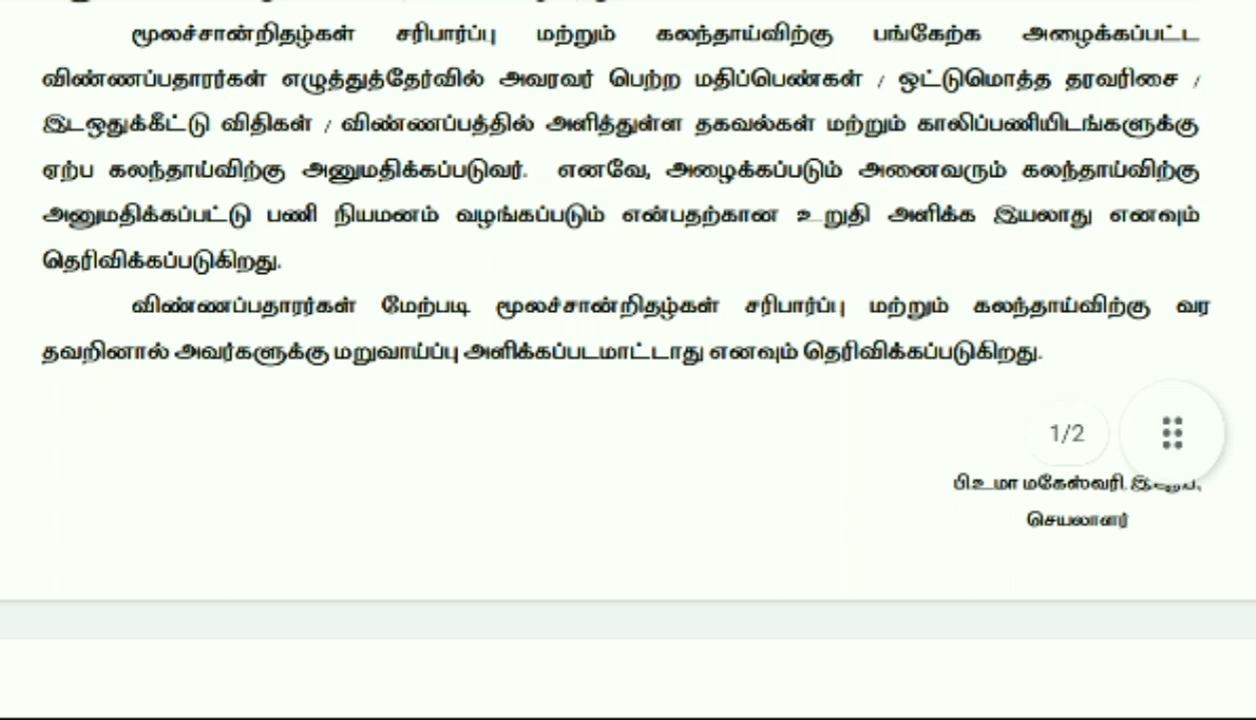 மூலச்சான்றிதழ்கள் சரிபார்ப்பு மற்றும் கலந்தாய்விற்கு பங்கேற்க அழைக்கப்பட்ட
விண்ணப்பதாரர்கள் எழுத்துத்தேர்வில் அவரவர் பெற்ற மதிப்பெண்கள் / ஒட்டுமொத்த தரவரிசை /
இடஒதுக்கீட்டு விதிகள் / விண்ணப்பத்தில் அளித்துள்ள தகவல்கள் மற்றும் காலிப்பணியிடங்களுக்கு
ஏற்ப கலந்தாய்விற்கு அனுமதிக்கப்படுவர். எனவே, அழைக்கப்படும் அனைவரும் கலந்தாய்விற்கு
அனுமதிக்கப்பட்டு பணி நியமனம் வழங்கப்படும் என்பதற்கான உறுதி அளிக்க இயலாது எனவும்
தெரிவிக்கப்படுகிறது.
விண்ணப்பதாரர்கள் மேற்படி மூலச்சான்றிதழ்கள் சரிபார்ப்பு மற்றும் கலந்தாய்விற்கு வர
தவறினால் அவர்களுக்கு மறுவாய்ப்பு அளிக்கப்படமாட்டாது எனவும் தெரிவிக்கப்படுகிறது.
1/2
பி.உமா மகேஸ்வரி,
செயலாளர்